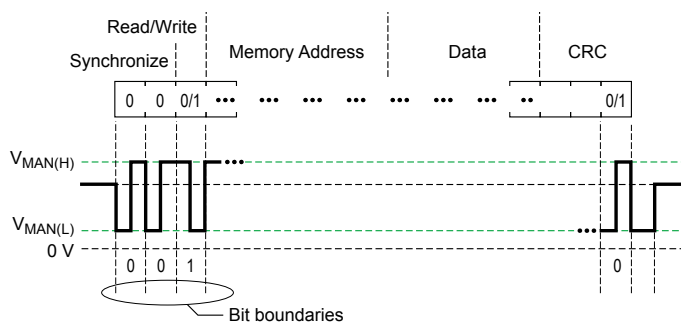 Read/Write
Synchronize
Memory Address
Data
CRC
0 0 0/1 ••• ••• ••• ••• ••• ••• ••• •• 0/1
VMAN(H)
•••
VMAN(L)
•••
0 V
0 0 1 0
Bit boundaries